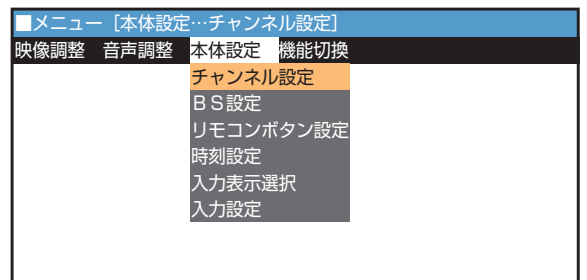 ■メニュー［本体設定…チャンネル設定］
映像調整 音声調整 本体設定 機能切換
チャンネル設定
ＢＳ設定
リモコンボタン設定
時刻設定
入力表示選択
入力設定